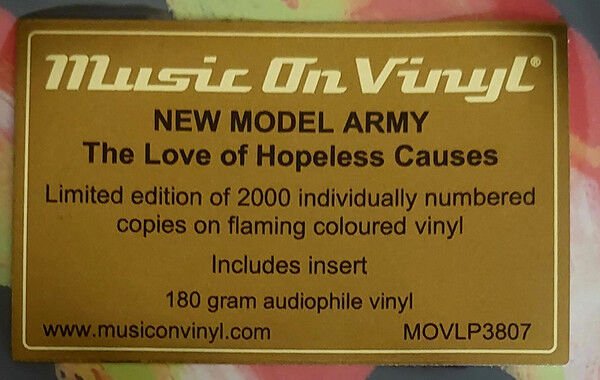 Music On Vinyl®
NEW MODEL ARMY
The Love of Hopeless Causes
Limited edition of 2000 individually numbered
copies on flaming coloured vinyl
Includes insert
180 gram audiophile vinyl
www.musiconvinyl.com MOVLP3807